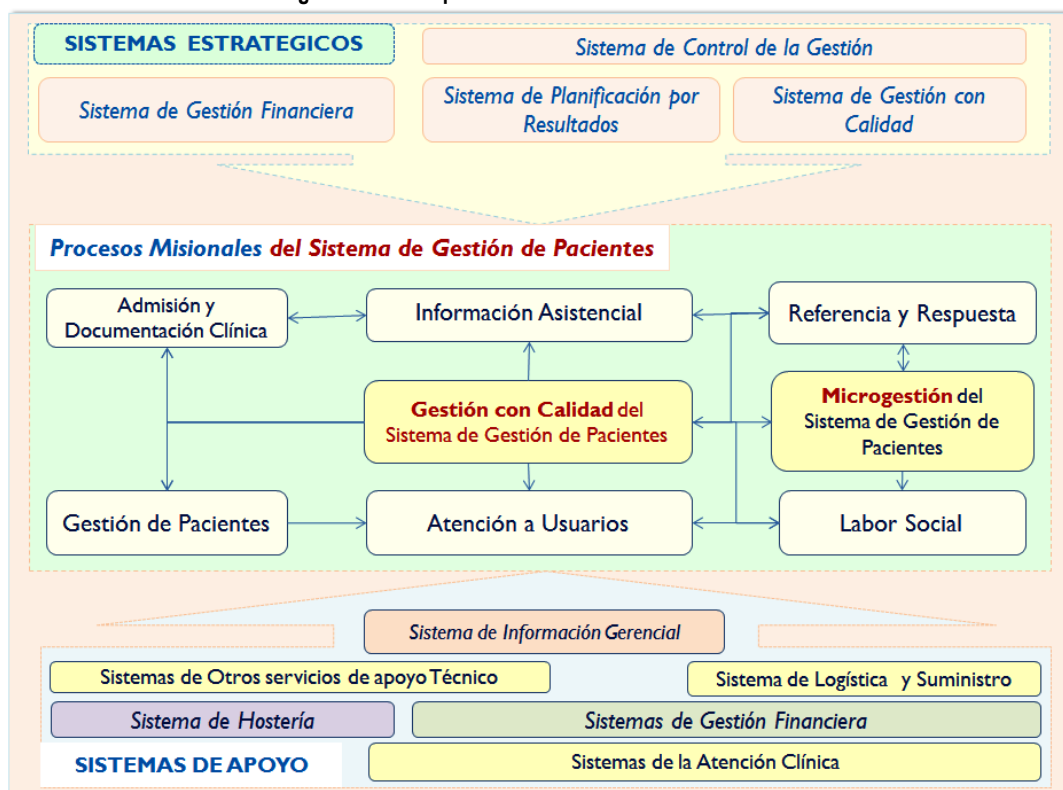 SISTEMAS ESTRATEGICOS
Sistema de Control de la Gestión
Sistema de Gestión Financiera
Sistema de Planificación por
Resultados
Sistema de Gestión con
Calidad
Procesos Misionales del Sistema de Gestión de Pacientes
Admisión y
Documentación Clínica
Información Asistencial
Referencia y Respuesta
Gestión con Calidad del
Sistema de Gestión de Pacientes
Microgestión del
Sistema de Gestión de
Pacientes
Gestión de Pacientes
Atención a Usuarios
Labor Social
Sistema de Información Gerencial
Sistemas de Otros servicios de apoyo Técnico
Sistema de Logística y Suministro
Sistema de Hostería
Sistemas de Gestión Financiera
SISTEMAS DE APOYO
Sistemas de la Atención Clínica